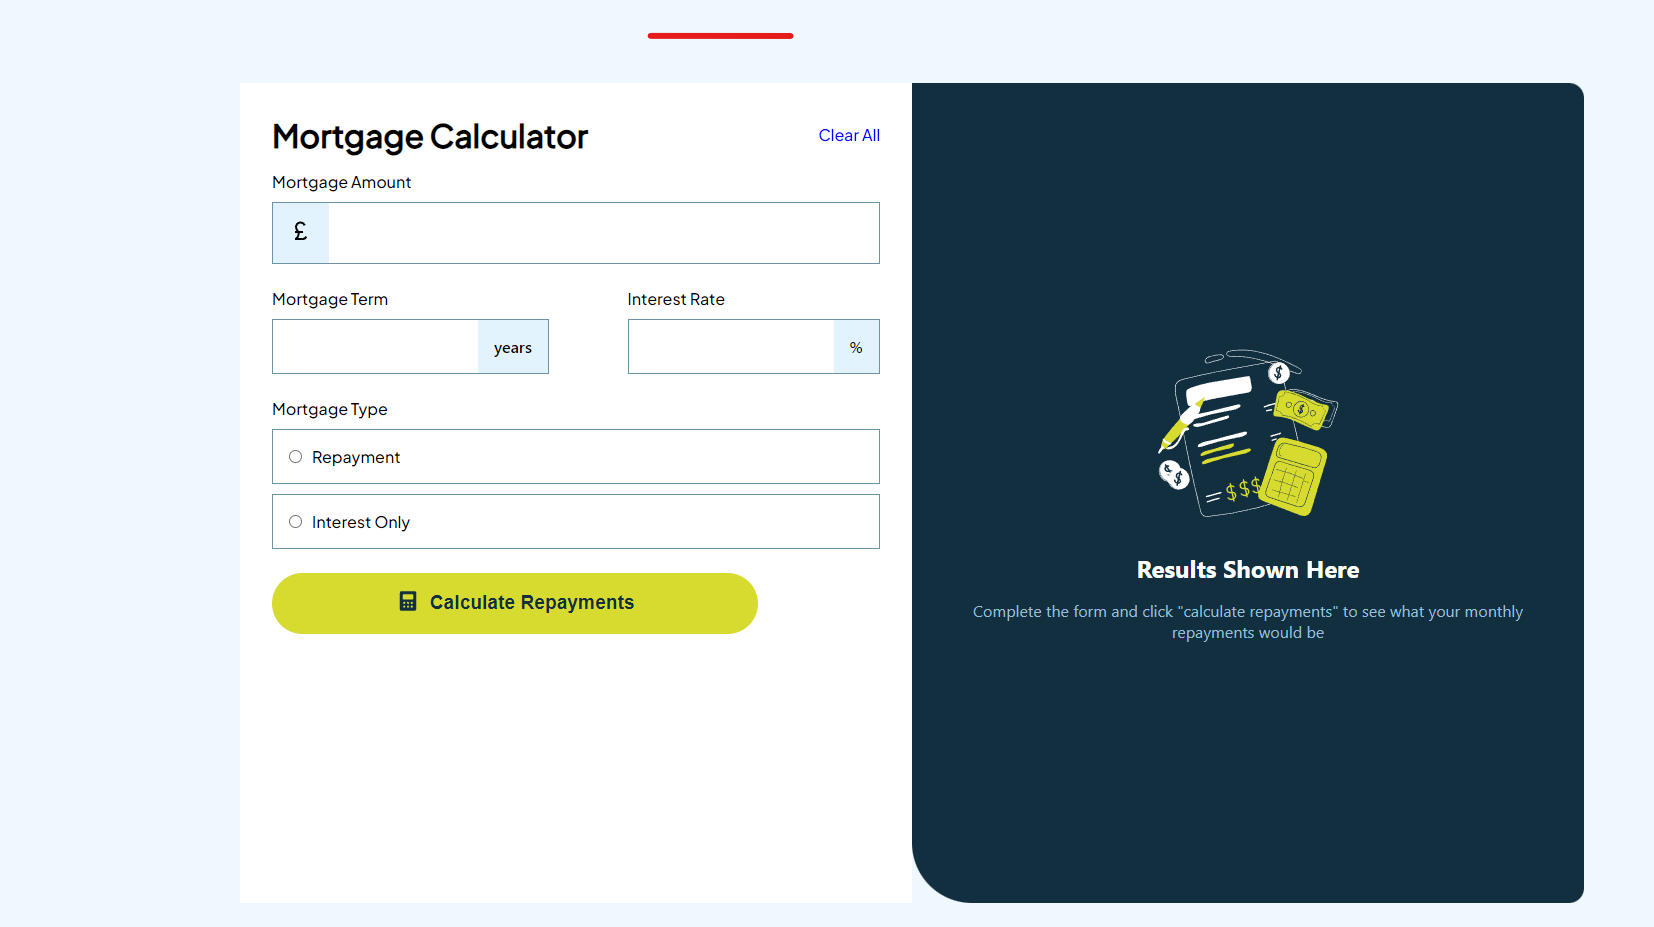 Mortgage Calculator
Clear All
Mortgage Amount
£
Mortgage Term
Interest Rate
years
%
Mortgage Type
Repayment
Interest Only
Calculate Repayments
$
$
$
$
$$$
Results Shown Here
Complete the form and click "calculate repayments" to see what your monthly
repayments would be